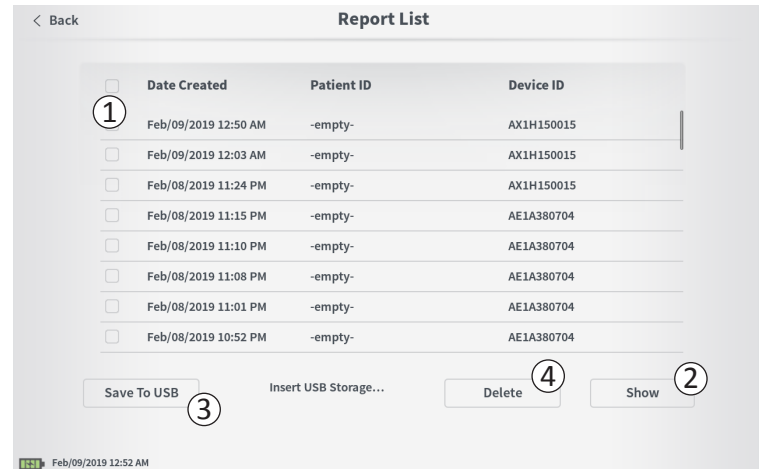 < Back Report List
Date Created Patient ID Device ID
1
Feb/09/2019 12:50 AM -empty- AX1H150015
Feb/09/2019 12:03 AM -empty- AX1H150015
Feb/08/2019 11:24 PM -empty- AX1H150015
Feb/08/2019 11:15 PM -empty- AE1A380704
Feb/08/2019 11:10 PM -empty- AE1A380704
Feb/08/2019 11:08 PM -empty- AE1A380704
Feb/08/2019 11:01 PM -empty- AE1A380704
Feb/08/2019 10:52 PM -empty- AE1A380704
Save To USB 3 Insert USB Storage... Delete 4 Show 2
Feb/09/2019 12:52 AM